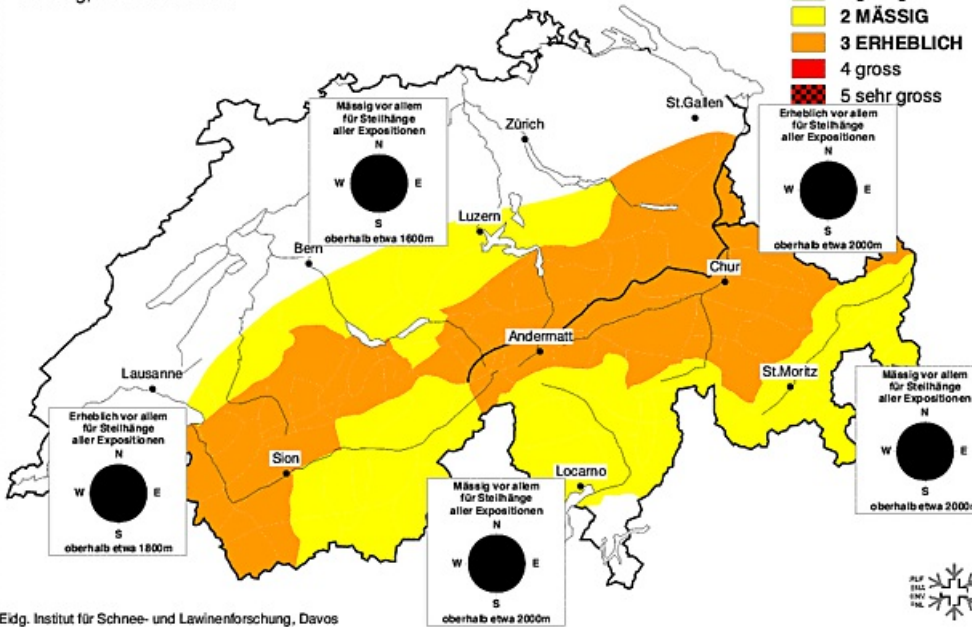 2 MÄSSIG
3 ERHEBLICH
4 gross
5 sehr gross
St.Gallen
Zürich
Mässig vor allem
für Steilhänge
aller Expositionen
N
W E
S
oberhalb etwa 1600m
Erheblich vor allem
für Steilhänge
aller Expositionen
N
W E
S
oberhalb etwa 2000m
Luzern
Bern
Chur
Andermatt
Lausanne
St.Moritz
Mässig vor allem
für Steilhänge
aller Expositionen
N
W E
S
oberhalb etwa 2000m
Erheblich vor allem
für Steilhänge
aller Expositionen
N
W E
S
oberhalb etwa 1800m
Sion
Locarno
Mässig vor allem
für Steilhänge
aller Expositionen
N
W E
S
oberhalb etwa 2000m
Eidg. Institut für Schnee- und Lawinenforschung, Davos